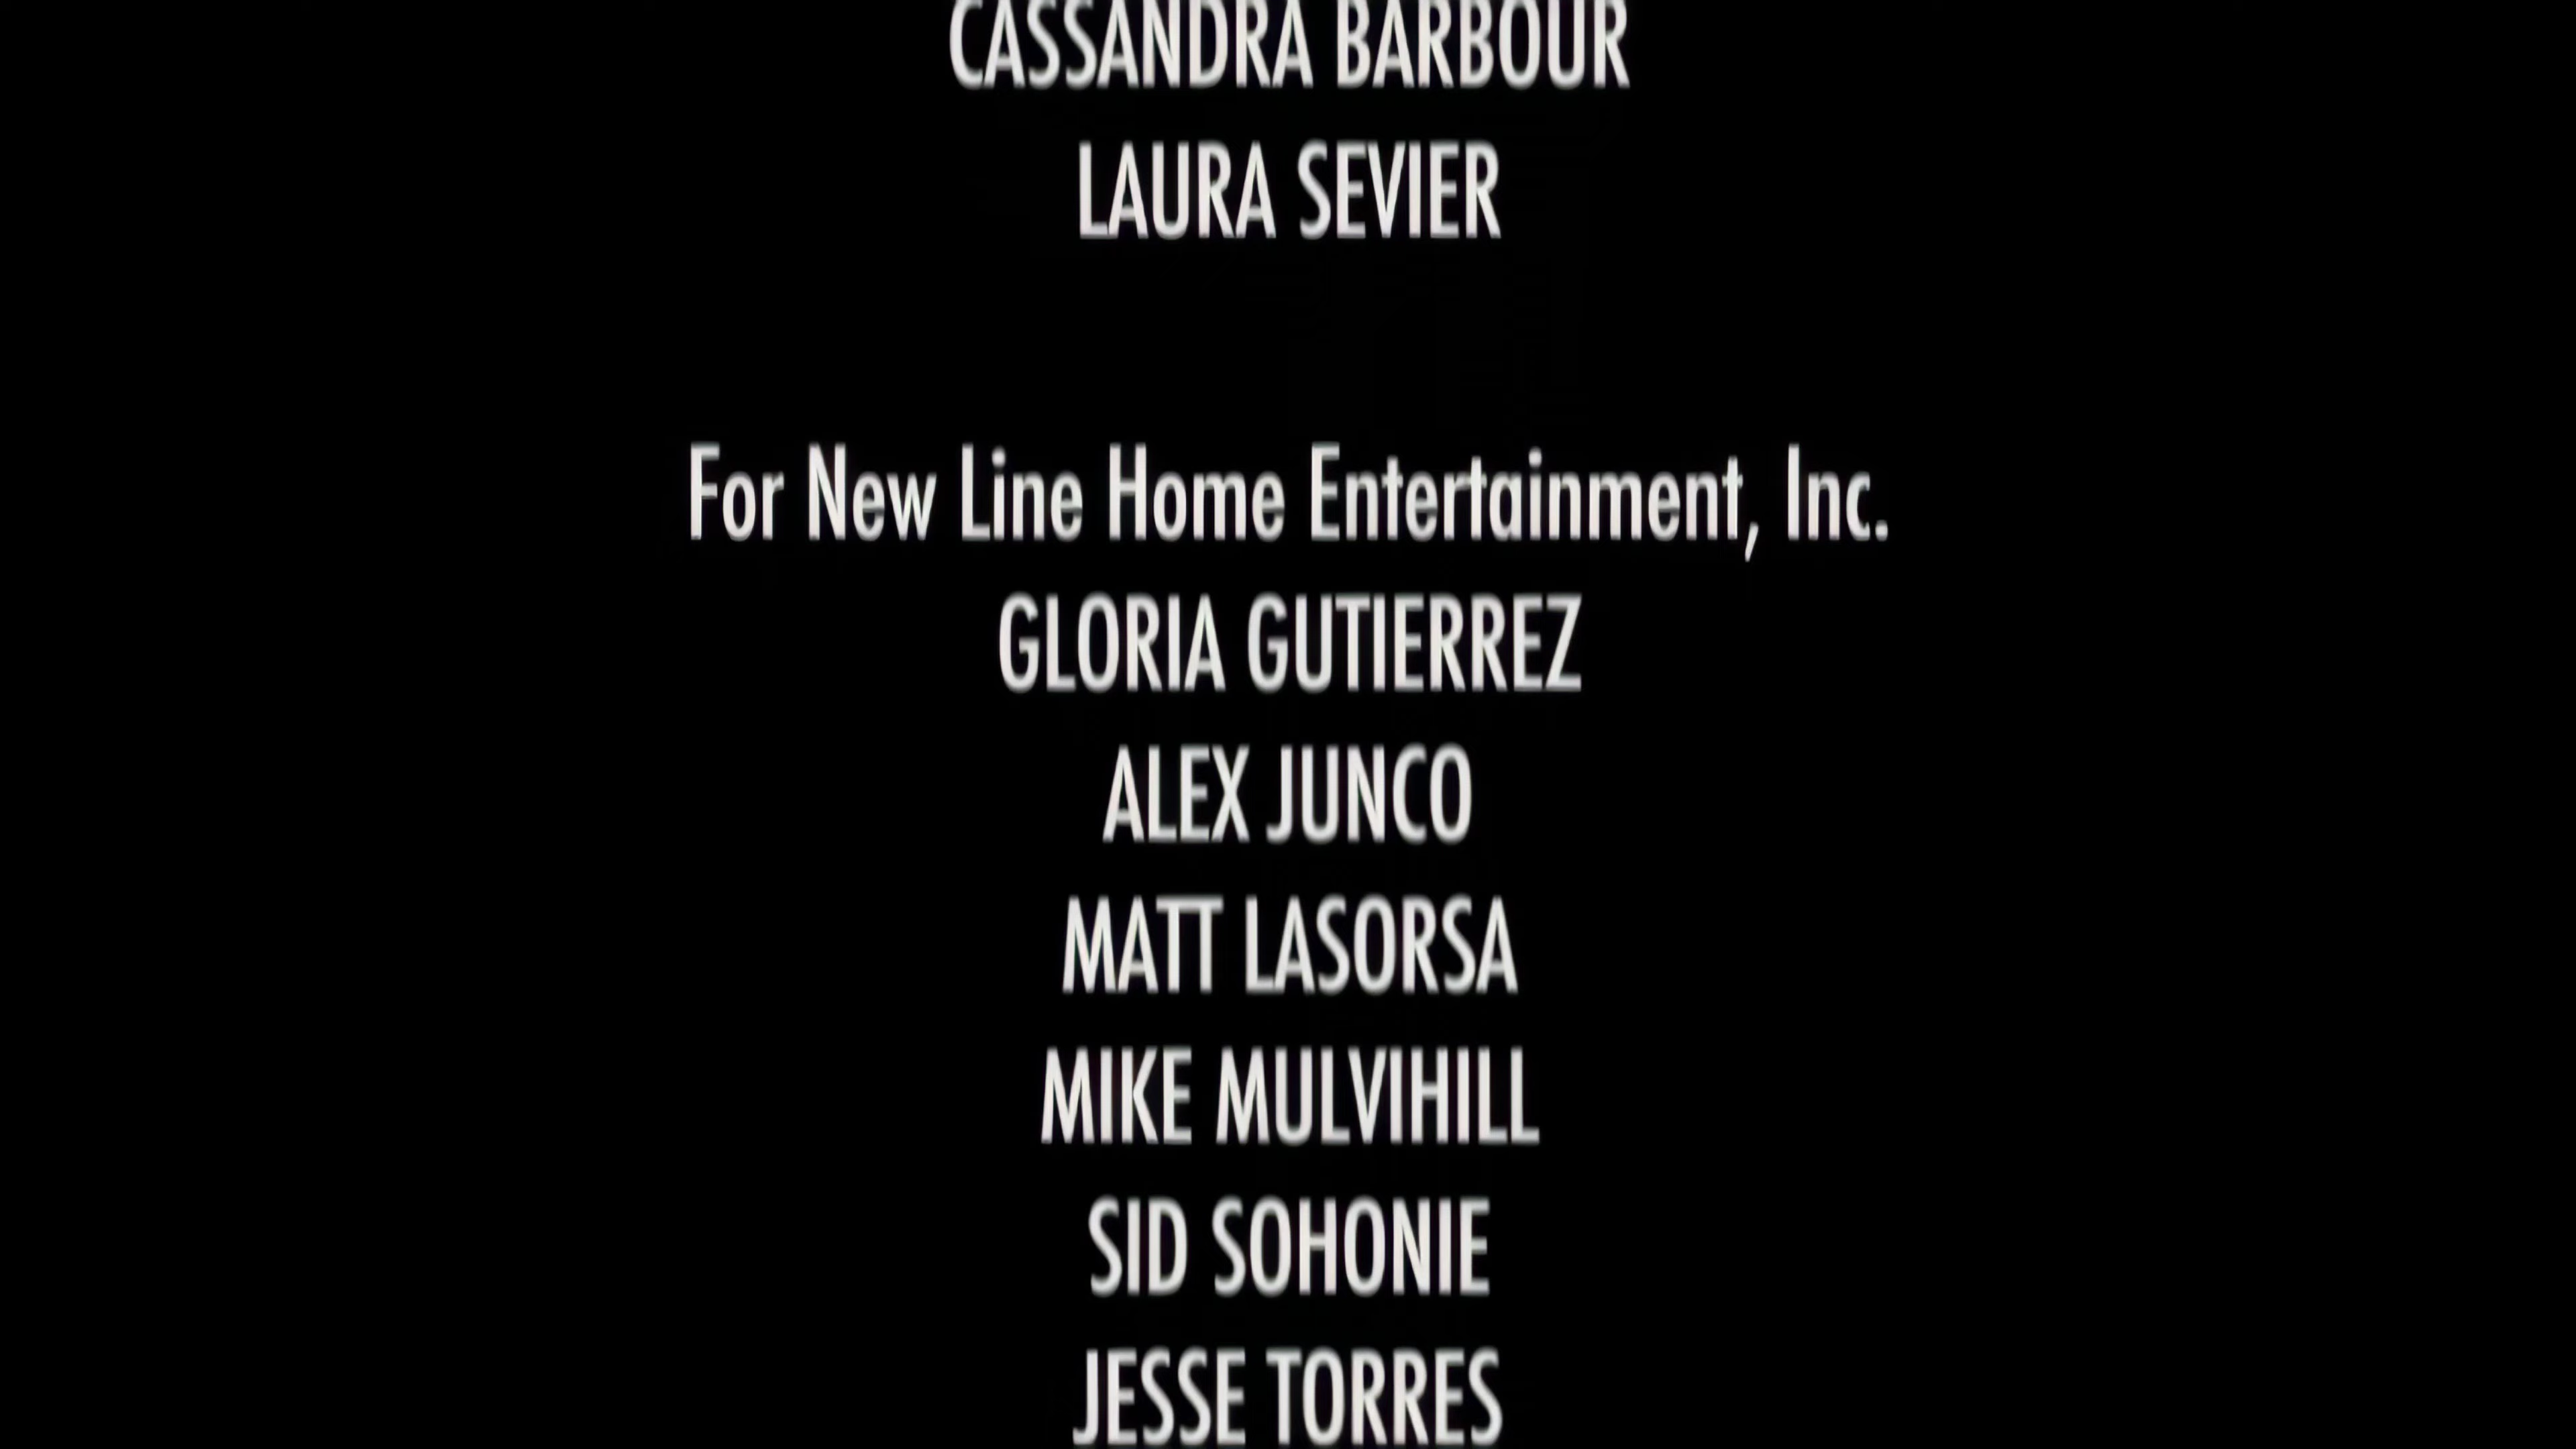 CASSANDRA BARBOUR
LAURA SEVIER
For New Line Home Entertainment, Inc.
GLORIA GUTIERREZ
ALEX JUNCO
MATT LASORSA
MIKE MULVIHILL
SID SOHONIE
JESSE TORRES